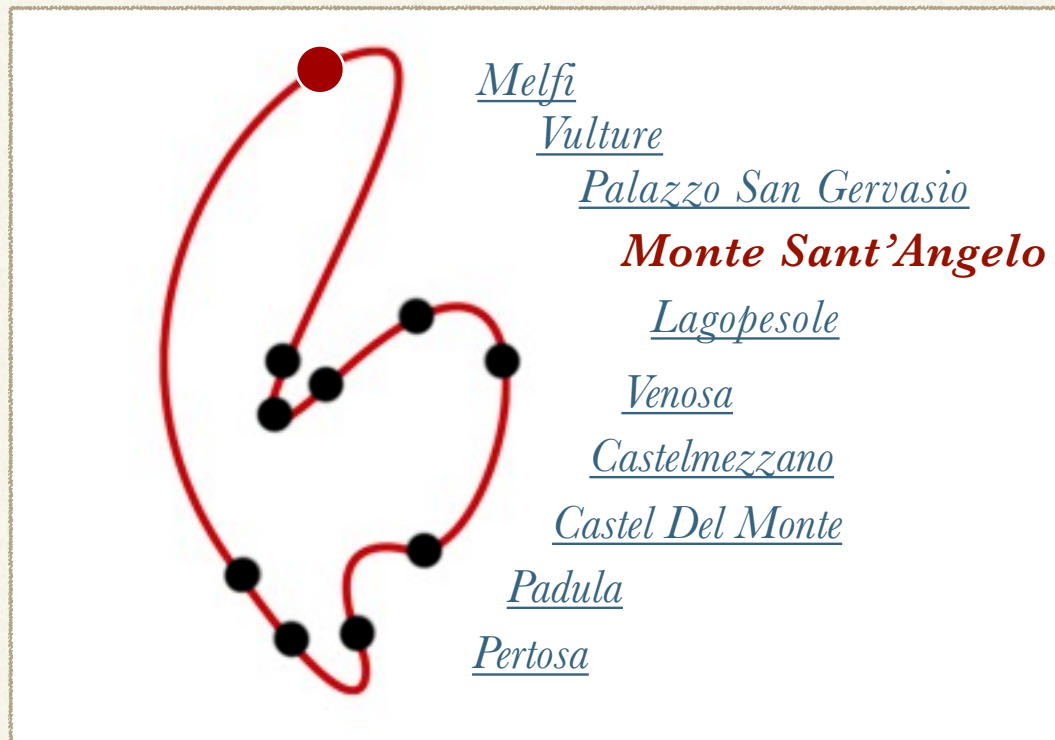 Melfi
Vulture
Palazzo San Gervasio
Monte Sant’Angelo
Lagopesole
Venosa
Castelmezzano
Castel Del Monte
Padula
Pertosa